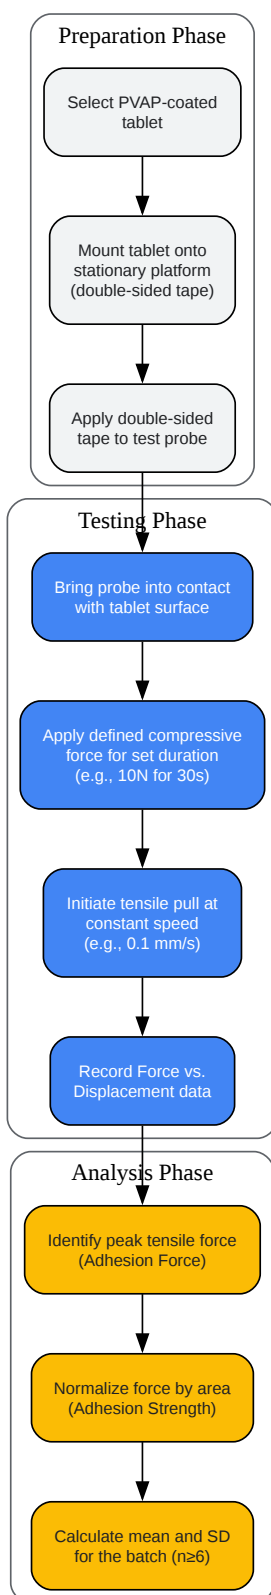 Preparation Phase
Select PVAP-coated
tablet
Mount tablet onto
stationary platform
(double-sided tape)
Apply double-sided
tape to test probe
Testing Phase
Bring probe into contact
with tablet surface
Apply defined compressive
force for set duration
(e.g., 10N for 30s)
Initiate tensile pull at
constant speed
(e.g., 0.1 mm/s)
Record Force vs.
Displacement data
Analysis Phase
Identify peak tensile force
(Adhesion Force)
Normalize force by area
(Adhesion Strength)
Calculate mean and SD
for the batch (n≥6)